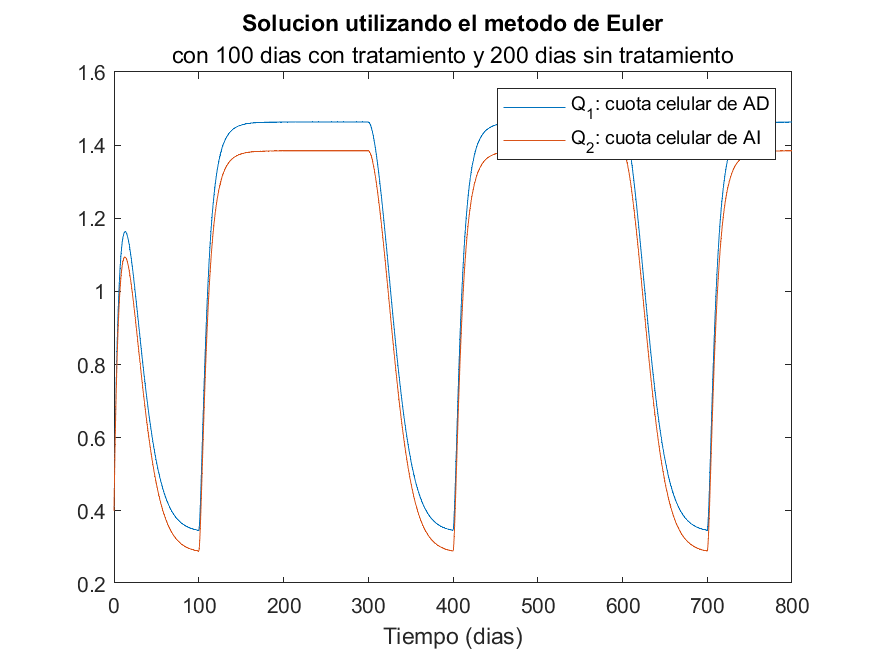 Solucion utilizando el metodo de Euler
con 100 dias con tratamiento y 200 dias sin tratamiento
Q1: cuota celular de AD
Q2: cuota celular de AI
1.6
1.4
1.2
1
0.8
0.6
0.4
0.2
0 100 200 300 400 500 600 700 800
Tiempo (dias)